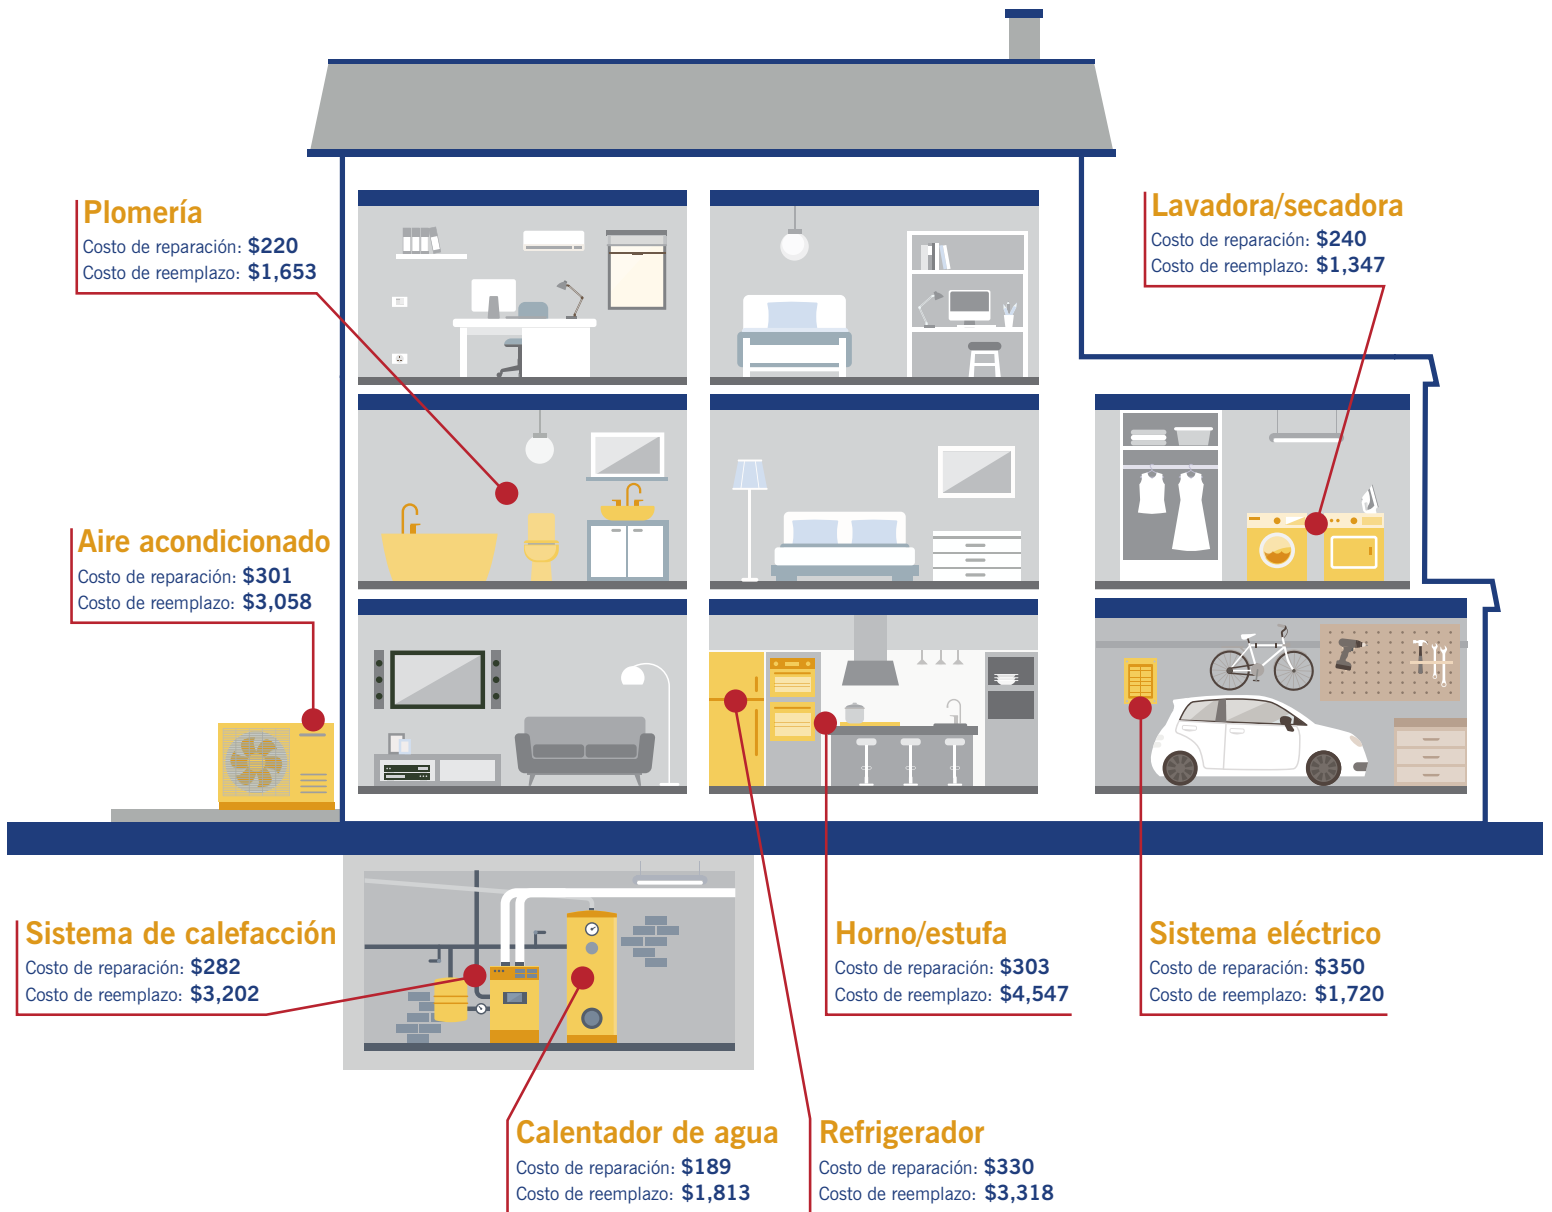 Plomería
Costo de reparación: $220
Costo de reemplazo: $1,653
Lavadora/secadora
Costo de reparación: $240
Costo de reemplazo: $1,347
Aire acondicionado
Costo de reparación: $301
Costo de reemplazo: $3,058
Sistema de calefacción
Costo de reparación: $282
Costo de reemplazo: $3,202
Horno/estufa
Costo de reparación: $303
Costo de reemplazo: $4,547
Sistema eléctrico
Costo de reparación: $350
Costo de reemplazo: $1,720
Calentador de agua
Costo de reparación: $189
Costo de reemplazo: $1,813
Refrigerador
Costo de reparación: $330
Costo de reemplazo: $3,318